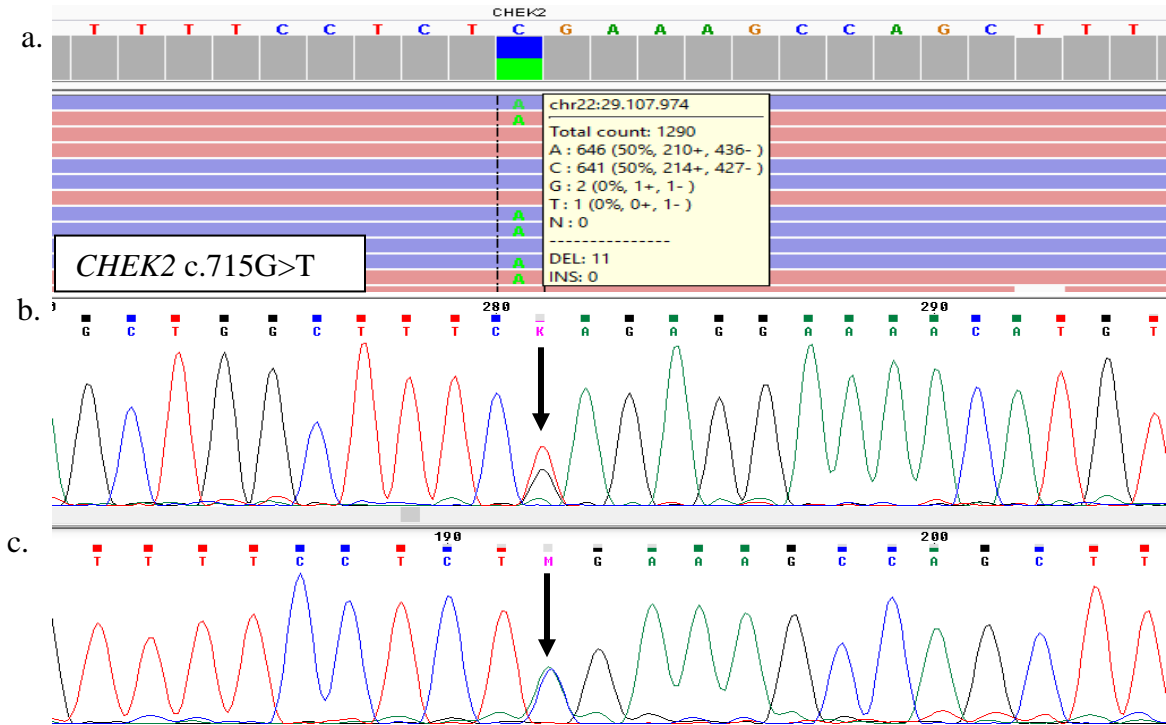 CHEK2
a.
T T T T C C T C T C G A A A G C C A G C T T T
A
A
A
A
A
A
chr22:29.107.974
Total count: 1290
A : 646 (50%, 210+, 436- )
C : 641 (50%, 214+, 427- )
G : 2 (0%, 1+, 1- )
T : 1 (0%, 0+, 1- )
N : 0
---------------
DEL: 11
INS: 0
CHEK2 c.715G>T
b.
280 290
G C T G G C T T T C K A G A G G A A A A C A T G T
c.
190 200
T T T T C C T C T M G A A A G C C A G C T T